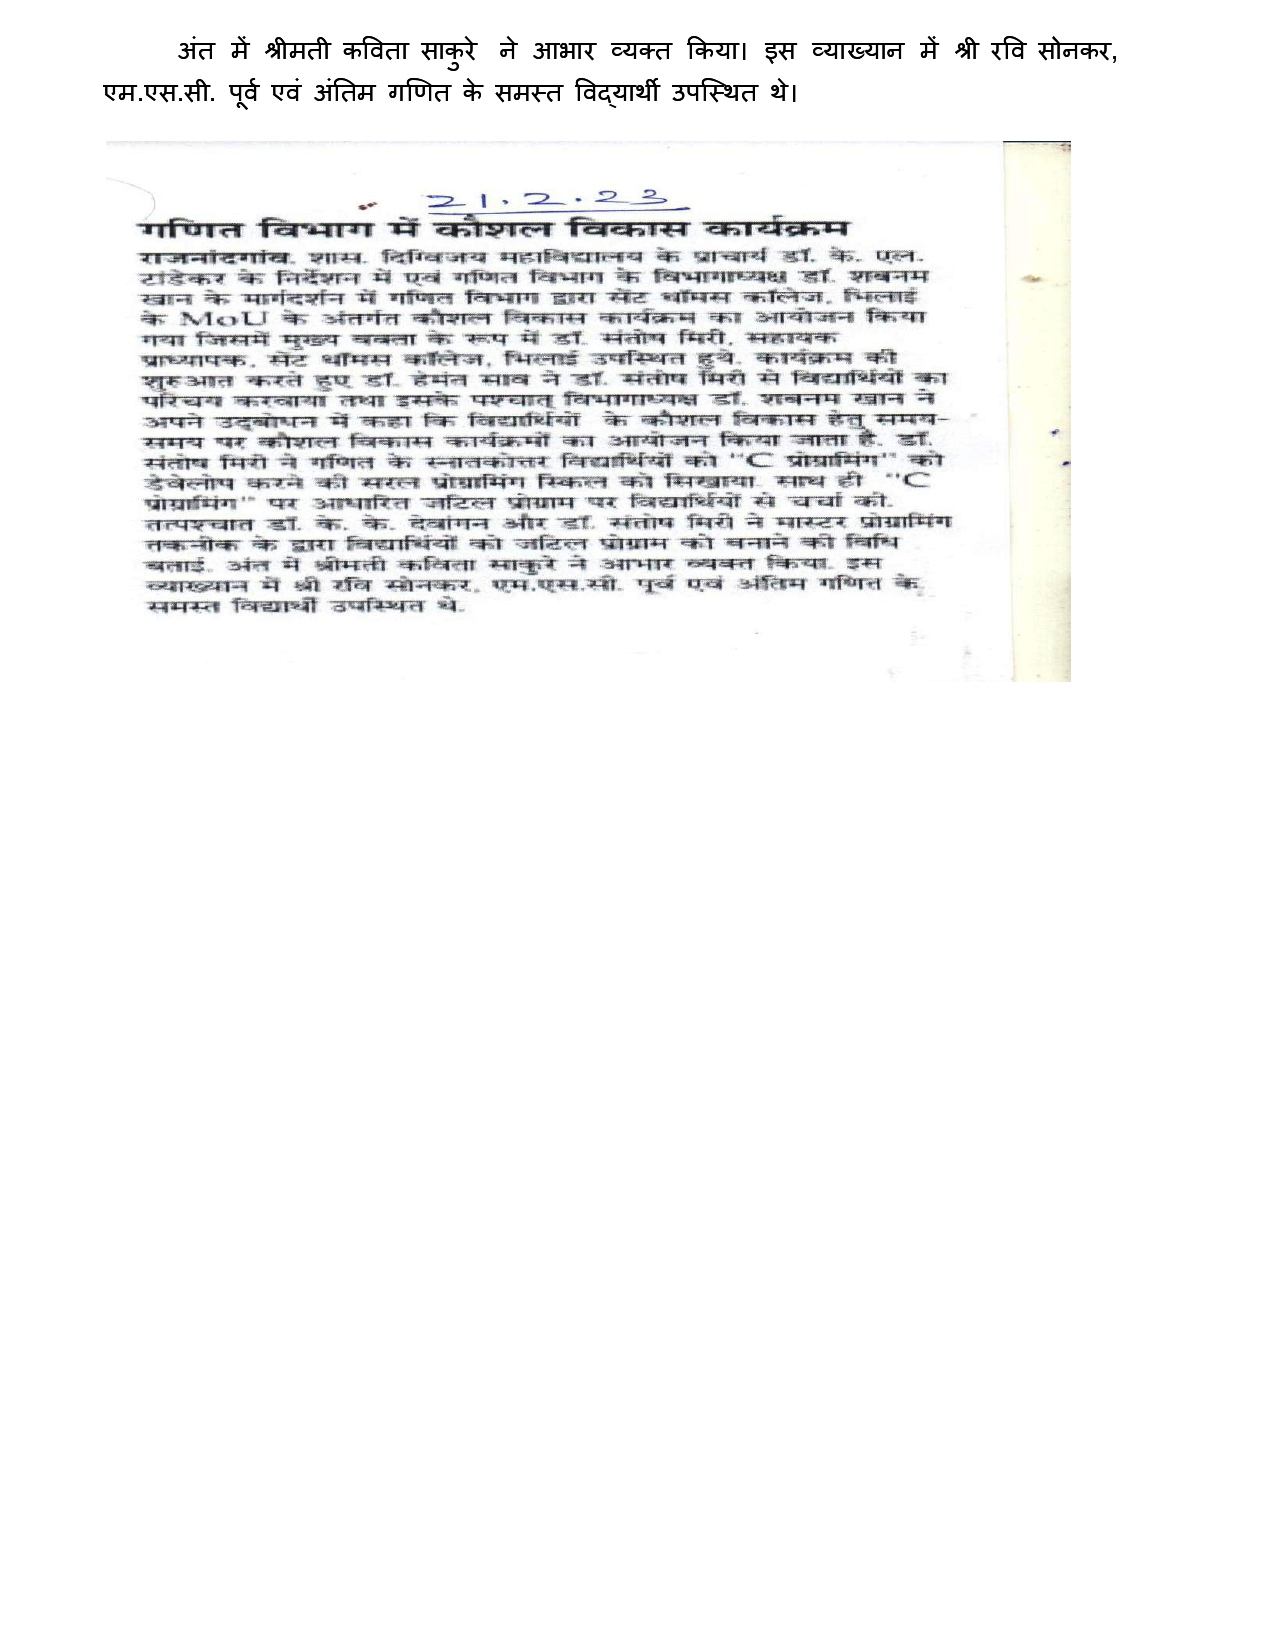 अंत में श्रीमती कविता साकुरे ने आभार व्यक्त किया। इस व्याख्यान में श्री रवि सोनकर,
एम.एस.सी. पूर्व एवं अंतिम गणित के समस्त विद्यार्थी उपस्थित थे।
21.2.23
गणित विभाग में कौशल विकास कार्यक्रम
राजनांदगांव. शास. दिग्विजय महाविद्यालय के प्राचार्य डॉ. के. एल.
टांडेकर के निर्देशन में एवं गणित विभाग के विभागाध्यक्ष डॉ. शबनम
खान के मार्गदर्शन में गणित विभाग द्वारा सेंट थॉमस कॉलेज, भिलाई
के MoU के अंतर्गत कौशल विकास कार्यक्रम का आयोजन किया
गया जिसमें मुख्य वक्ता के रूप में डॉ. संतोष मिरी, सहायक
प्राध्यापक, सेंट थॉमस कॉलेज, भिलाई उपस्थित हुये. कार्यक्रम की
शुरुआत करते हुए डॉ. हेमंत साव ने डॉ. संतोष मिरी से विद्यार्थियों का
परिचय करवाया तथा इसके पश्चात् विभागाध्यक्ष डॉ. शबनम खान ने
अपने उद्बोधन में कहा कि विद्यार्थियों के कौशल विकास हेतु समय-
समय पर कौशल विकास कार्यक्रमों का आयोजन किया जाता है. डॉ.
संतोष मिरी ने गणित के स्नातकोत्तर विद्यार्थियों को "C प्रोग्रामिंग" को
डेवेलोप करने की सरल प्रोग्रामिंग स्किल को सिखाया. साथ ही "C
प्रोग्रामिंग" पर आधारित जटिल प्रोग्राम पर विद्यार्थियों से चर्चा की.
तत्पश्चात डॉ. के. के. देवांगन और डॉ. संतोष मिरी ने मास्टर प्रोग्रामिंग
तकनीक के द्वारा विद्यार्थियों को जटिल प्रोग्राम को बनाने की विधि
बताई. अंत में श्रीमती कविता साकुरे ने आभार व्यक्त किया. इस
व्याख्यान में श्री रवि सोनकर, एम.एस.सी. पूर्व एवं अंतिम गणित के
समस्त विद्यार्थी उपस्थित थे.